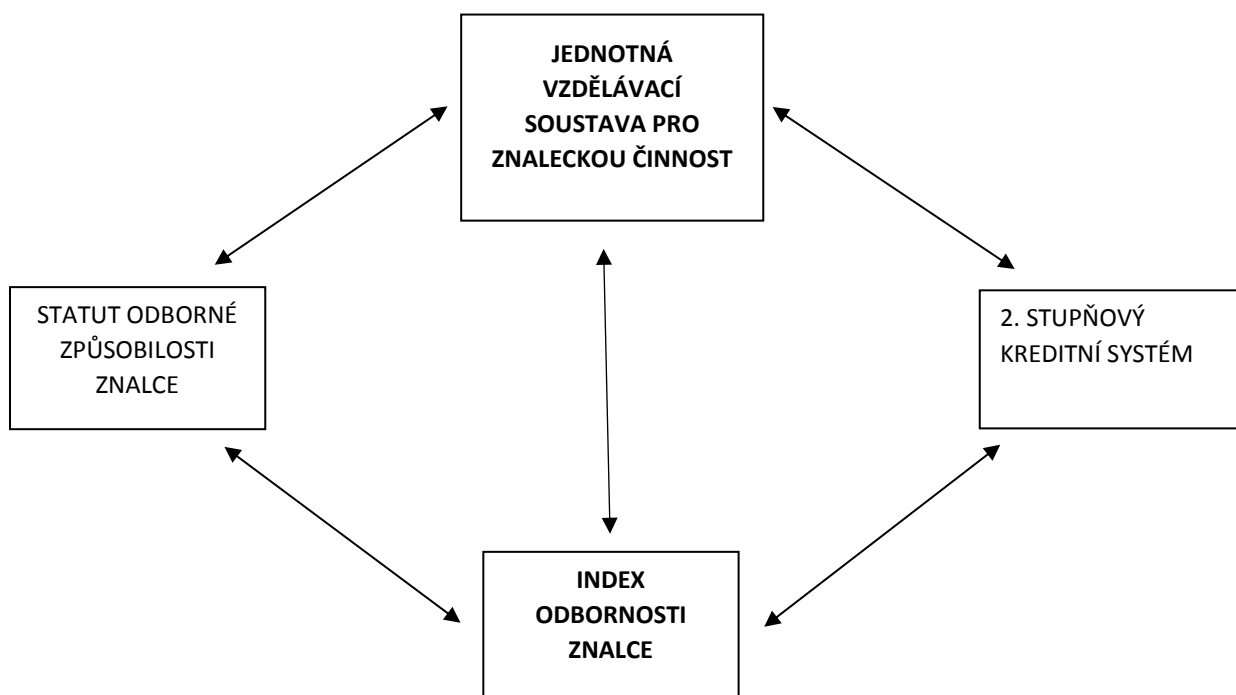 JEDNOTNÁ
VZDĚLÁVACÍ
SOUSTAVA PRO
ZNALECKOU ČINNOST
STATUT ODBORNÉ
ZPŮSOBILOSTI
ZNALCE
2. STUPŇOVÝ
KREDITNÍ SYSTÉM
INDEX
ODBORNOSTI
ZNALCE